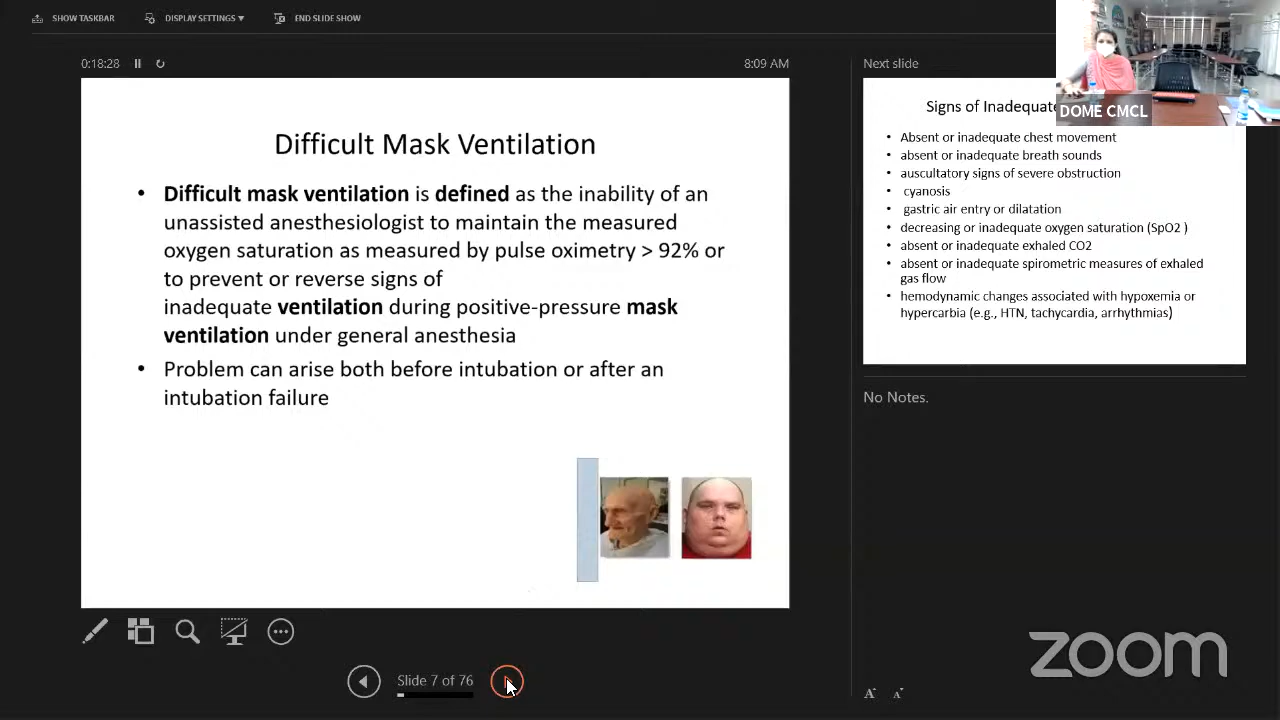 SHOW TASKBAR
DISPLAY SETTINGS ▼
END SLIDE SHOW
0:18:28
8:09 AM
Difficult Mask Ventilation
• Difficult mask ventilation is defined as the inability of an
unassisted anesthesiologist to maintain the measured
oxygen saturation as measured by pulse oximetry > 92% or
to prevent or reverse signs of
inadequate ventilation during positive-pressure mask
ventilation under general anesthesia
• Problem can arise both before intubation or after an
intubation failure
Slide 7 of 76
Next slide
DOME CMCL
Signs of Inadequate
• Absent or inadequate chest movement
• absent or inadequate breath sounds
• auscultatory signs of severe obstruction
• cyanosis
• gastric air entry or dilatation
• decreasing or inadequate oxygen saturation (SpO2 )
• absent or inadequate exhaled CO2
• absent or inadequate spirometric measures of exhaled
gas flow
• hemodynamic changes associated with hypoxemia or
hypercarbia (e.g., HTN, tachycardia, arrhythmias)
No Notes.
zoom
A A